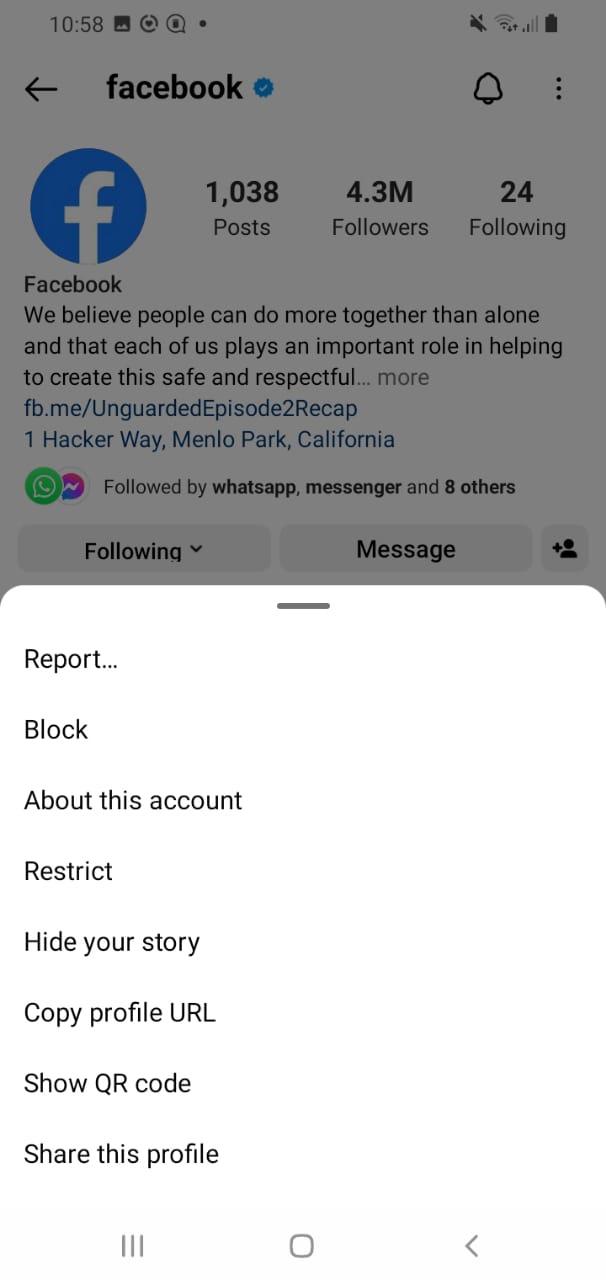 10:58
facebook
1,038 4.3M 24
Posts Followers Following
Facebook
We believe people can do more together than alone
and that each of us plays an important role in helping
to create this safe and respectful... more
fb.me/UnguardedEpisode2Recap
1 Hacker Way, Menlo Park, California
Followed by whatsapp, messenger and 8 others
Following Message
Report...
Block
About this account
Restrict
Hide your story
Copy profile URL
Show QR code
Share this profile